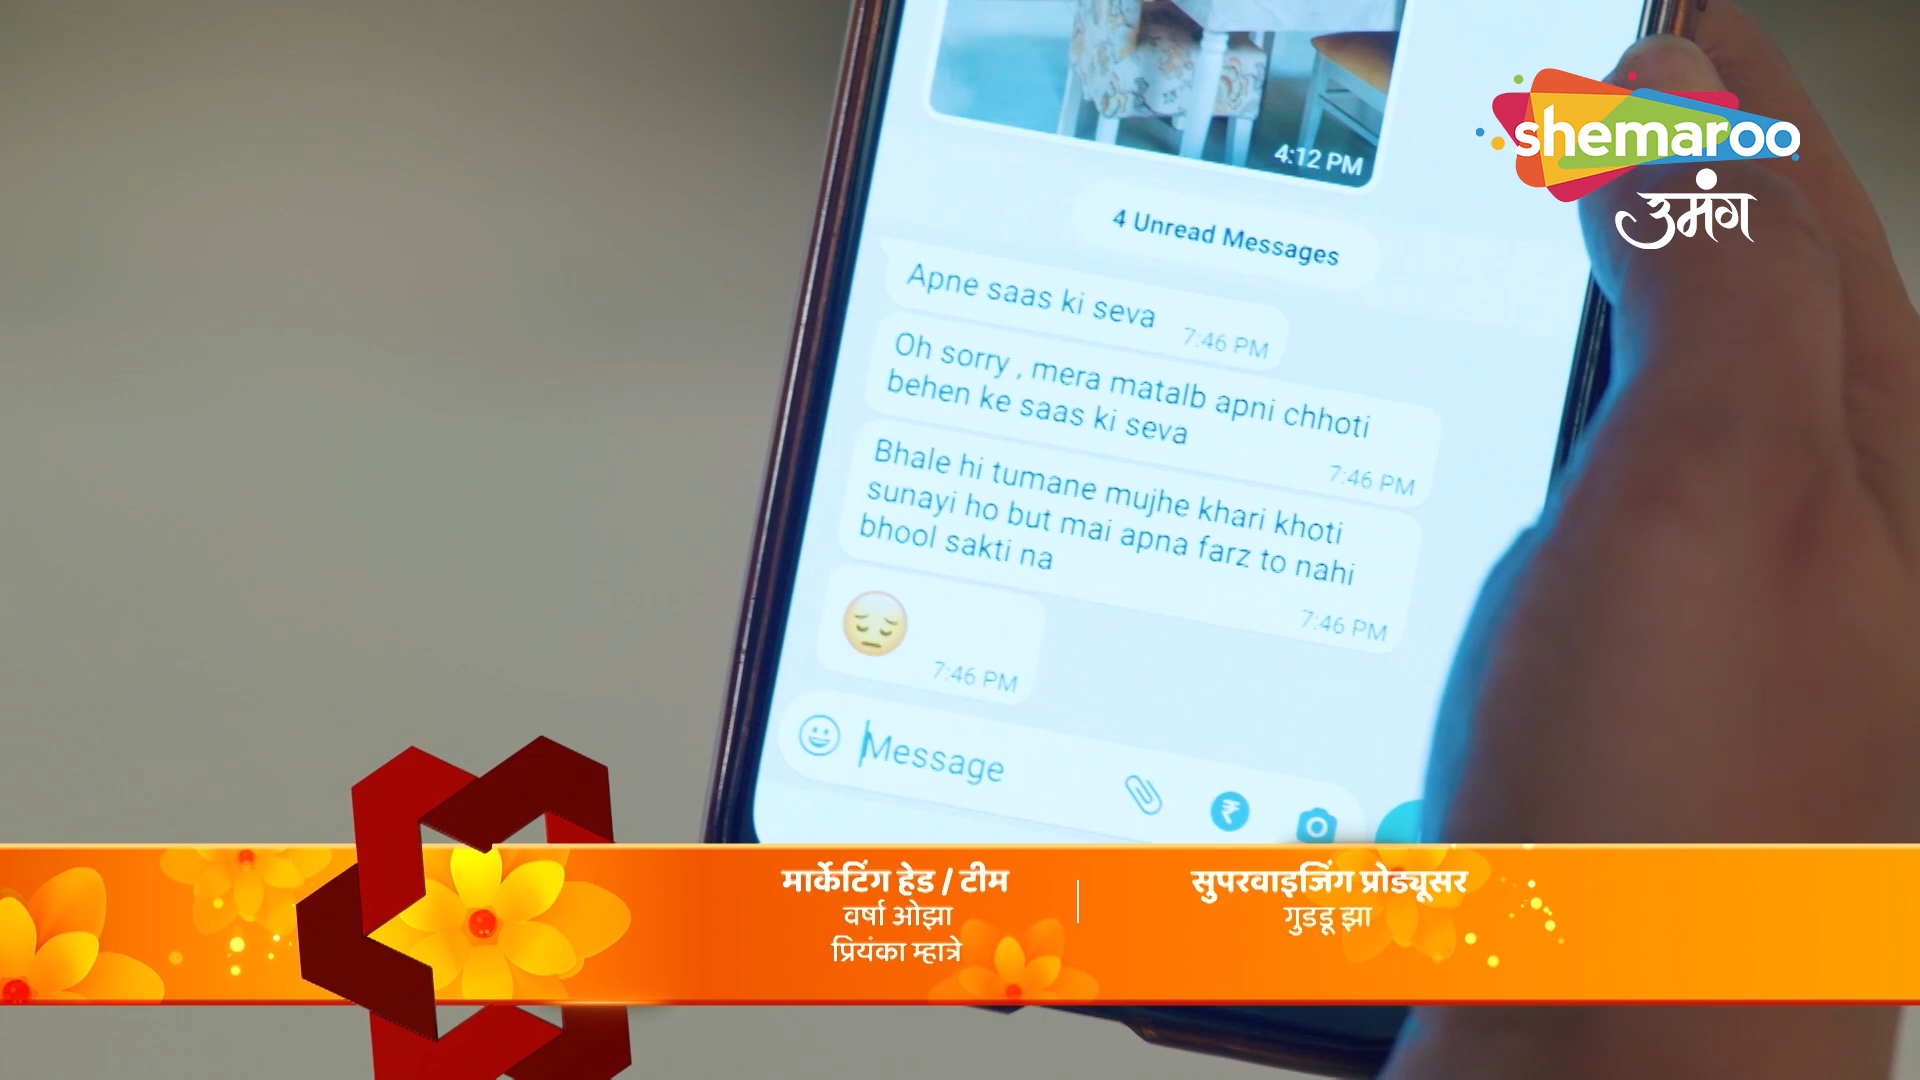 4:12 PM
shemaroo
उमंग
4 Unread Messages
Apne saas ki seva
7:46 PM
Oh sorry , mera matalb apni chhoti
behen ke saas ki seva
7:46 PM
Bhale hi tumane mujhe khari khoti
sunayi ho but mai apna farz to nahi
bhool sakti na
7:46 PM
7:46 PM
Message
मार्केटिंग हेड / टीम
वर्षा ओझा
प्रियंका म्हात्रे
सुपरवाइजिंग प्रोड्यूसर
गुडडू झा